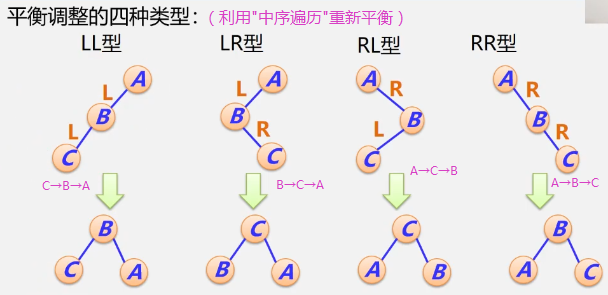 平衡调整的四种类型：（利用"中序遍历"重新平衡）
LL型 LR型 RL型 RR型
A A A A
L L R R
B B B B
L R L R
C C C C
C→B→A B→C→A A→C→B A→B→C
B C C B
C A B A A B A C